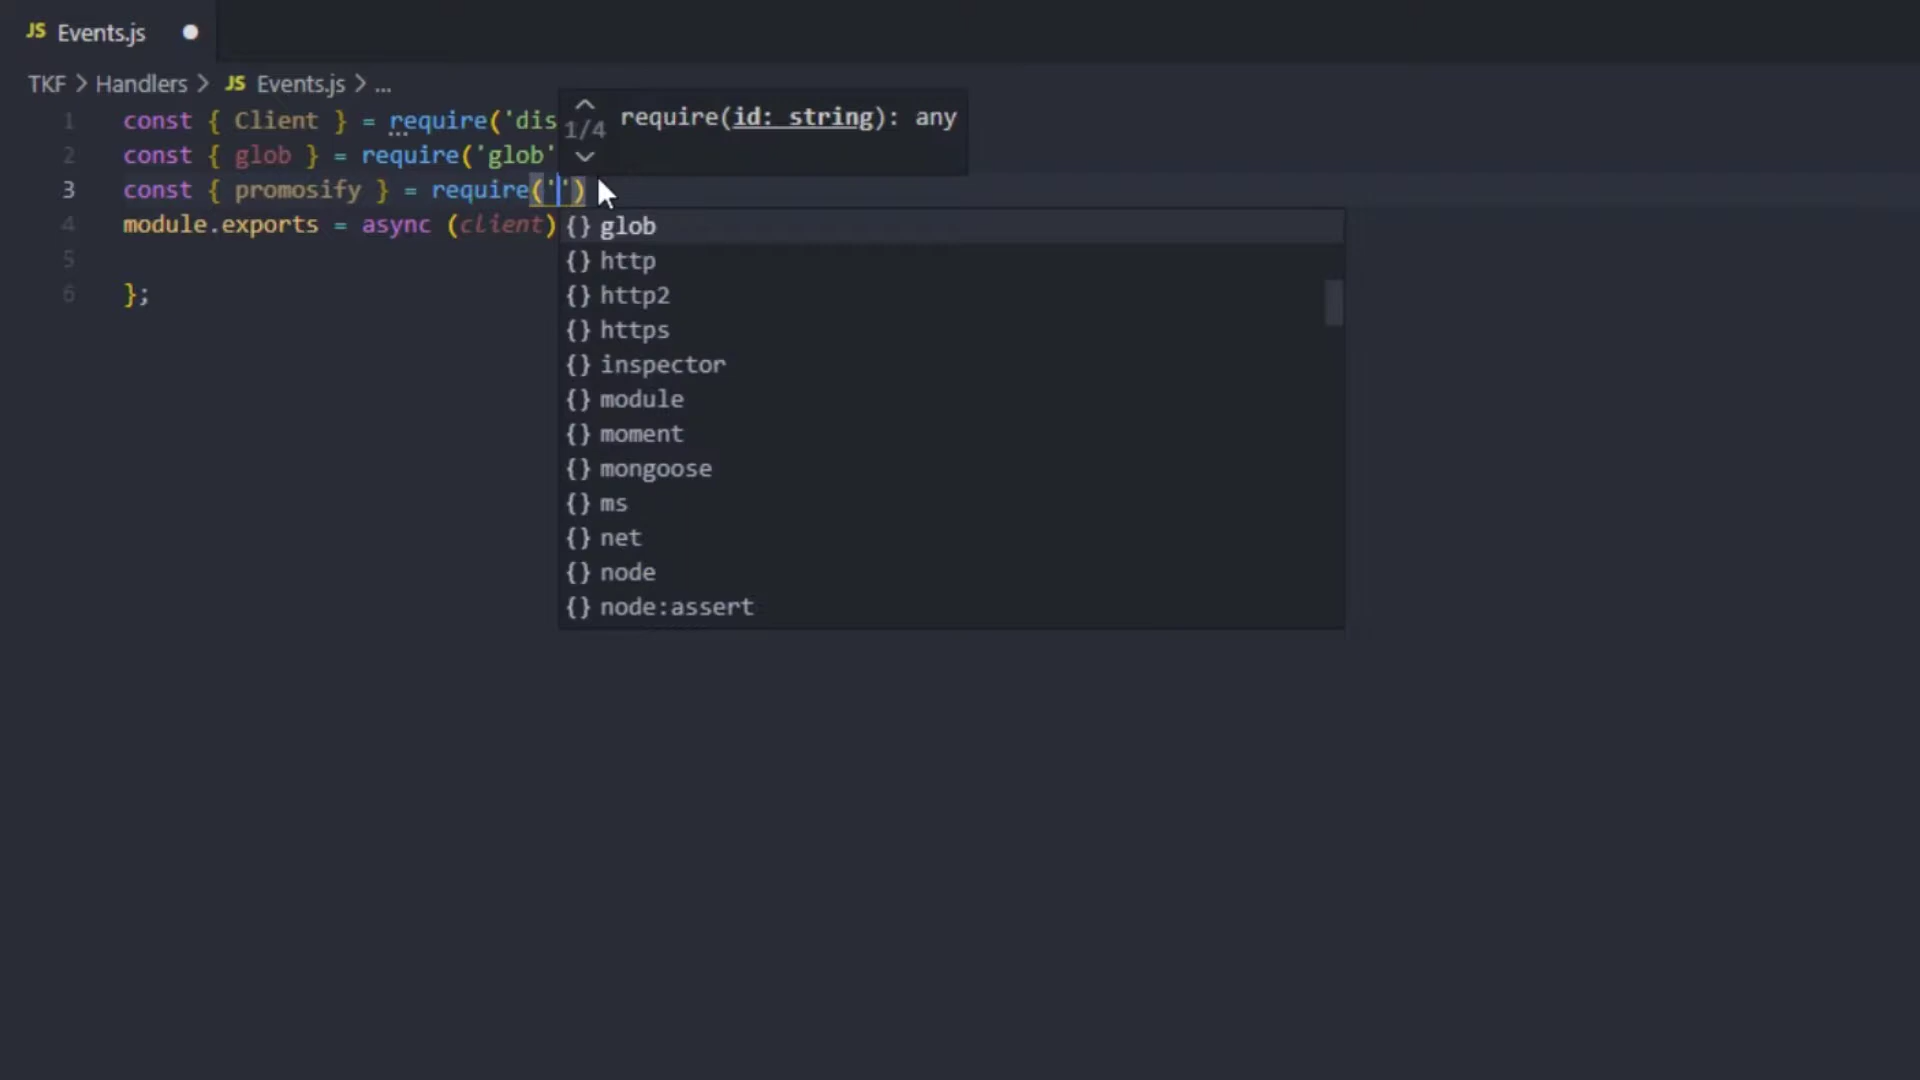 JS Events.js
TKF > Handlers > JS Events.js > ...
1 const { Client } = require('dis
2 const { glob } = require('glob'
3 const { promosify } = require('')
4 module.exports = async (client)
5
6 };
1/4 require(id: string): any
{} glob
{} http
{} http2
{} https
{} inspector
{} module
{} moment
{} mongoose
{} ms
{} net
{} node
{} node:assert